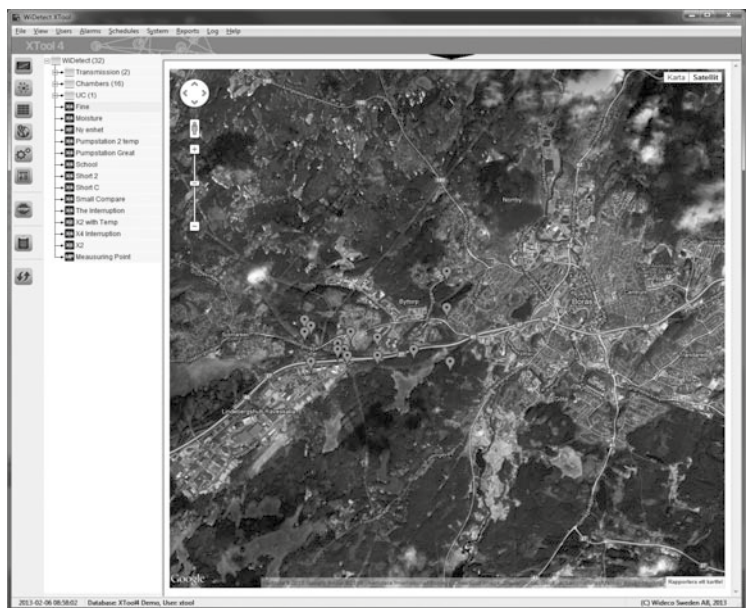 WiDetect XTool
File View Users Alarms Schedules System Reports Log Help
XTool 4
WiDetect (32)
Transmission (2)
Chambers (16)
UC (1)
Fine
Moisture
Ny enhet
Pumpstation 2 temp
Pumpstation Great
School
Short 2
Short C
Small Compare
The Interruption
X2 with Temp
X4 Interruption
X2
Meausuring Point
Karta Satellit
Norrby
Byttorp
Borås
Google
Rapportera ett kartfel
2013-02-06 08:58:02 Database: XTool4 Demo, User xtool
(C) Wideco Sweden AB, 2013